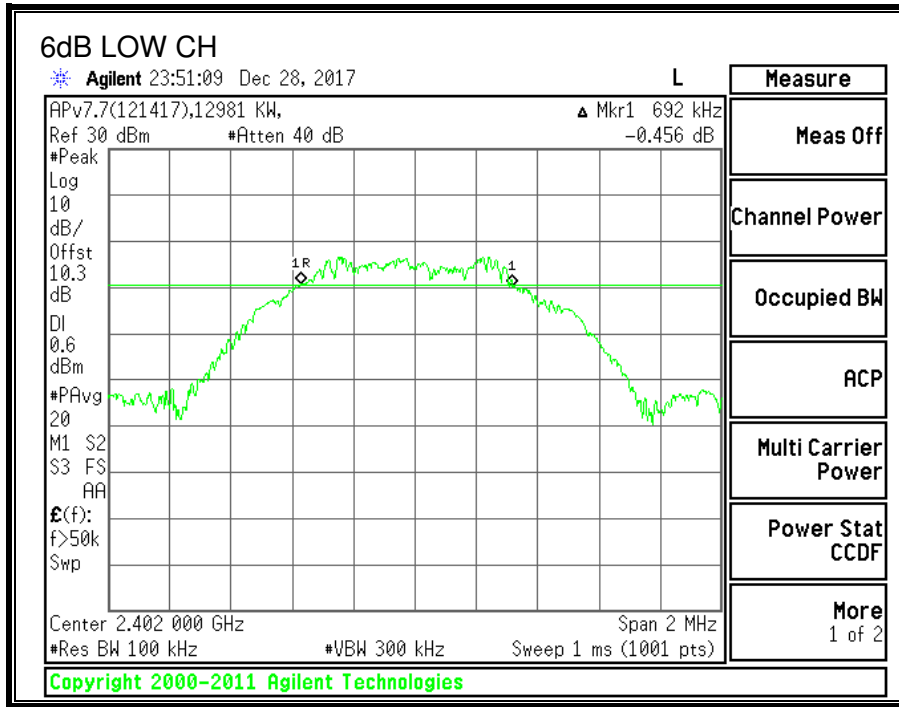 6dB LOW CH
Agilent 23:51:09 Dec 28, 2017 L
APv7.7(121417),12981 KW,
Δ Mkr1 692 kHz
Ref 30 dBm #Atten 40 dB -0.456 dB
#Peak
Log
10
dB/
Offst
10.3
dB
DI
0.6
dBm
#PAvg
20
M1 S2
S3 FS
AA
£(f):
f>50k
Swp
1R
1
Center 2.402 000 GHz Span 2 MHz
#Res BW 100 kHz #VBW 300 kHz Sweep 1 ms (1001 pts)
Copyright 2000-2011 Agilent Technologies
Measure
Meas Off
Channel Power
Occupied BW
ACP
Multi Carrier
Power
Power Stat
CCDF
More
1 of 2